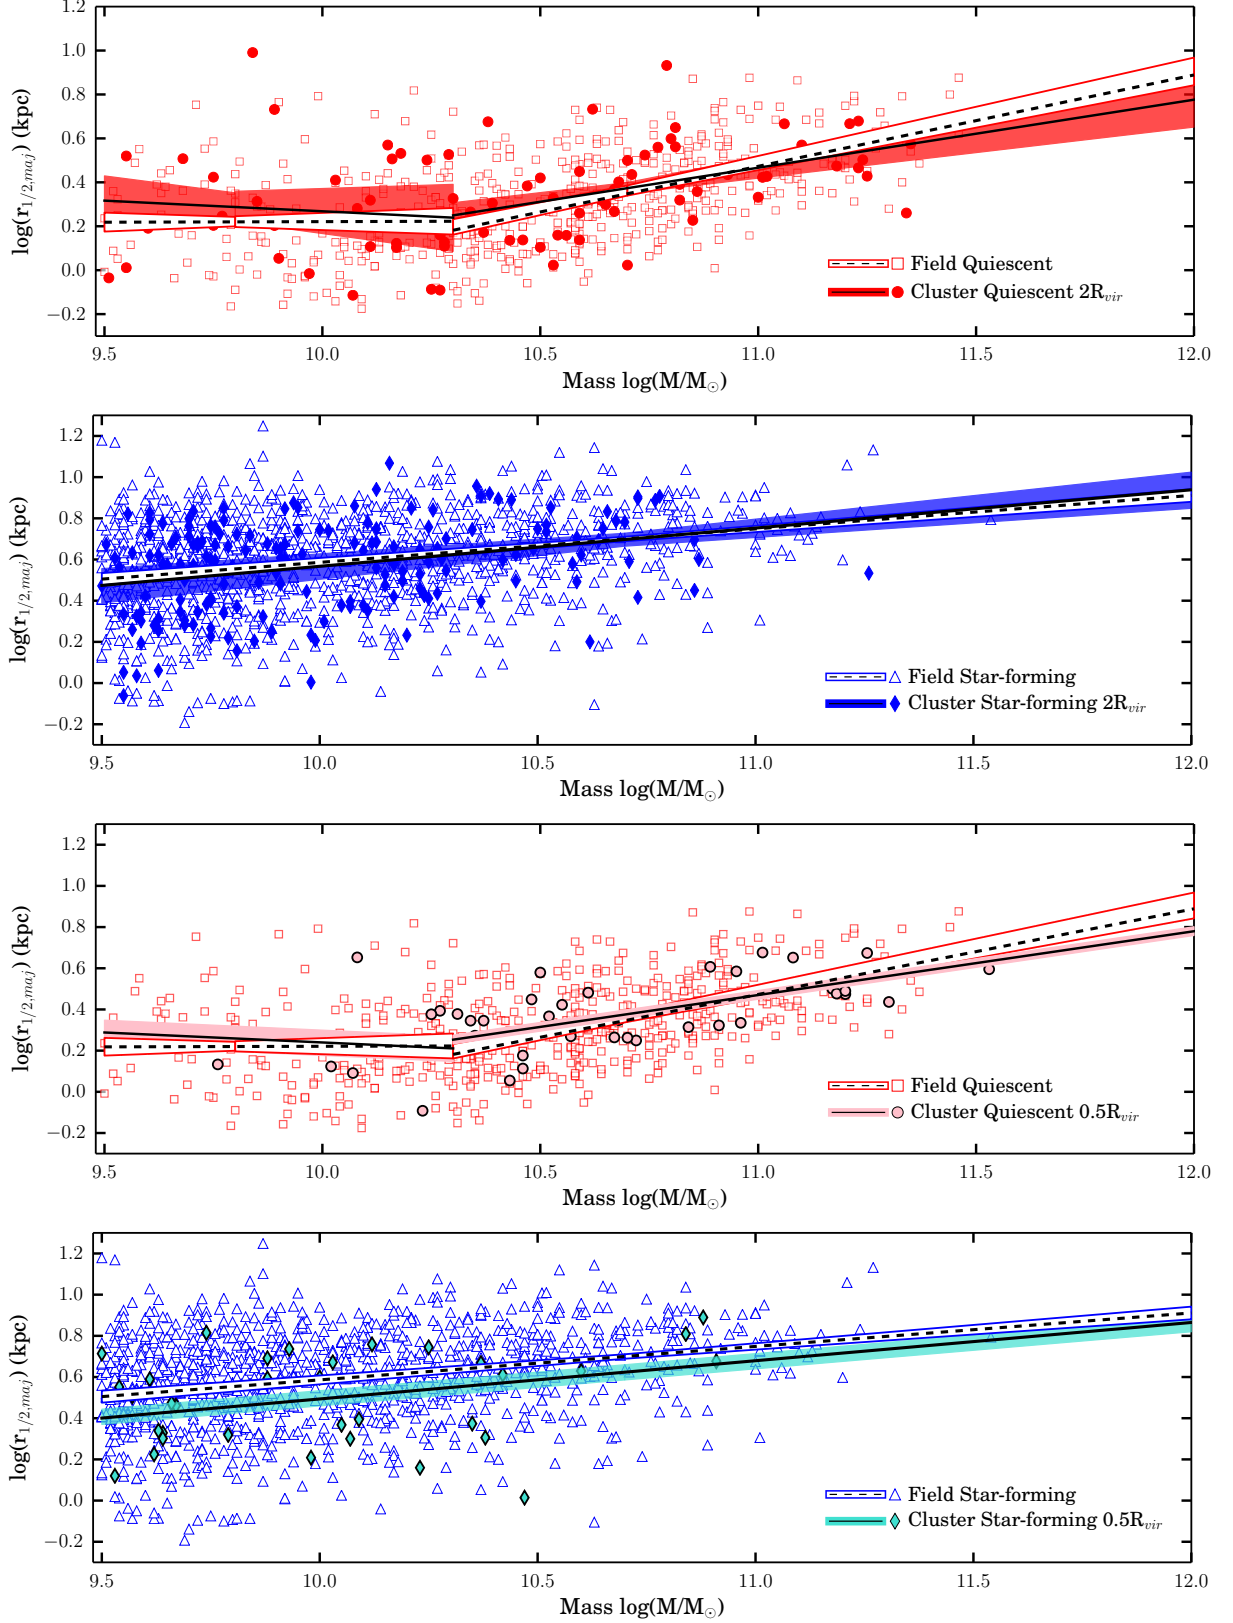 1.2
1.0
0.8
0.6
0.4
0.2
0.0
−0.2
log(r1/2,maj) (kpc)
Field Quiescent
Cluster Quiescent 2Rvir
9.5 10.0 10.5 11.0 11.5 12.0
Mass log(M/M⊙)
1.2
1.0
0.8
0.6
0.4
0.2
0.0
−0.2
log(r1/2,maj) (kpc)
Field Star-forming
Cluster Star-forming 2Rvir
9.5 10.0 10.5 11.0 11.5 12.0
Mass log(M/M⊙)
1.2
1.0
0.8
0.6
0.4
0.2
0.0
−0.2
log(r1/2,maj) (kpc)
Field Quiescent
Cluster Quiescent 0.5Rvir
9.5 10.0 10.5 11.0 11.5 12.0
Mass log(M/M⊙)
1.2
1.0
0.8
0.6
0.4
0.2
0.0
−0.2
log(r1/2,maj) (kpc)
Field Star-forming
Cluster Star-forming 0.5Rvir
9.5 10.0 10.5 11.0 11.5 12.0
Mass log(M/M⊙)